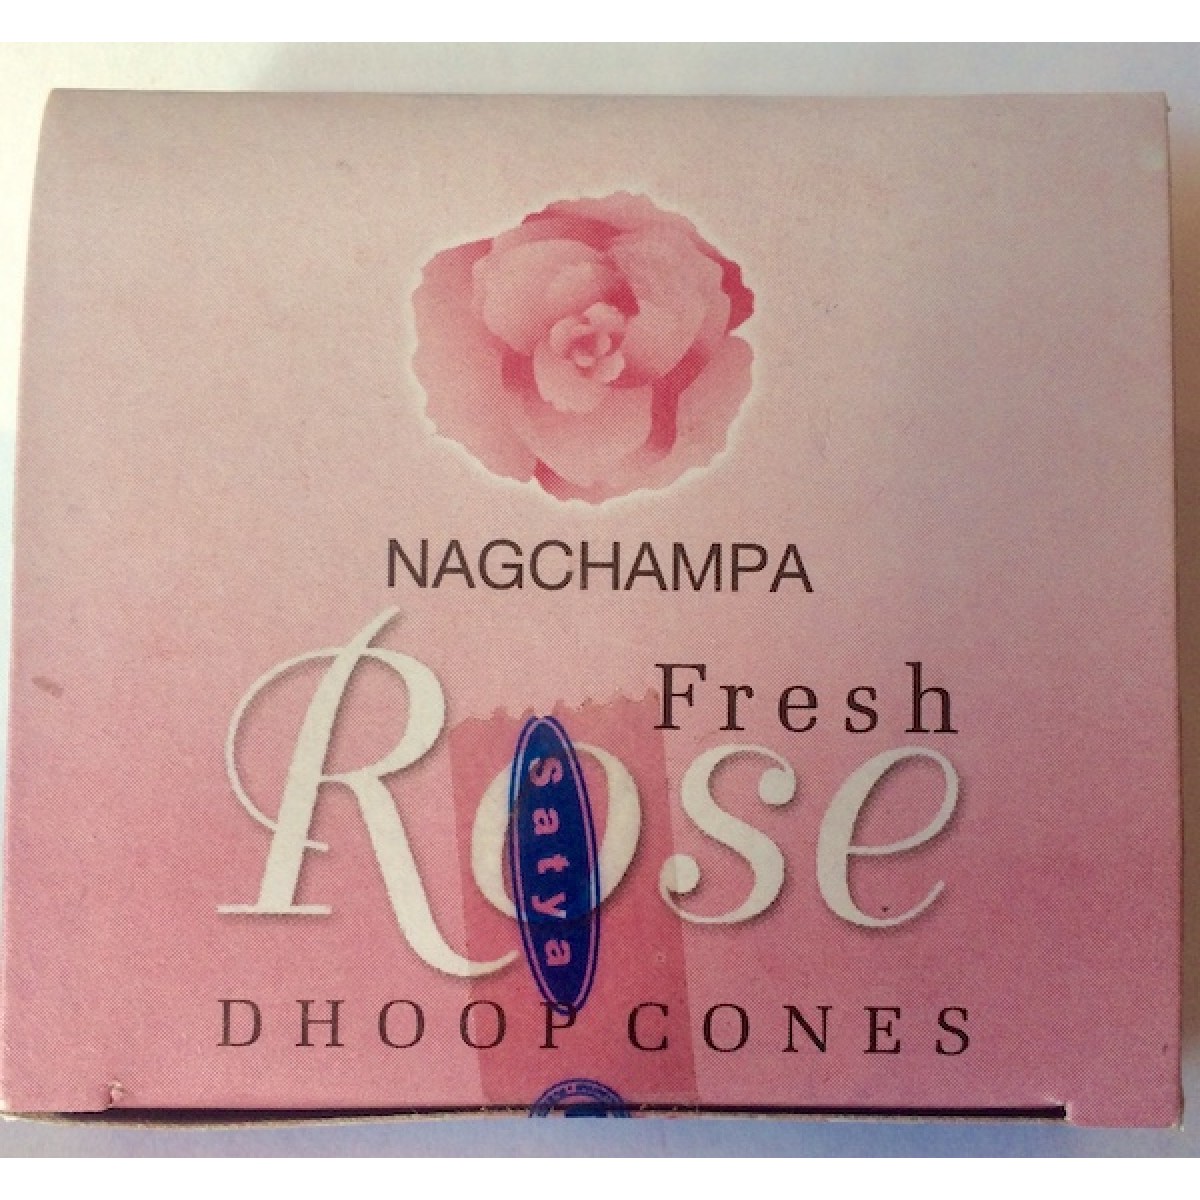 NAGCHAMPA
Fresh
Rose
Satya
DHOOP CONES